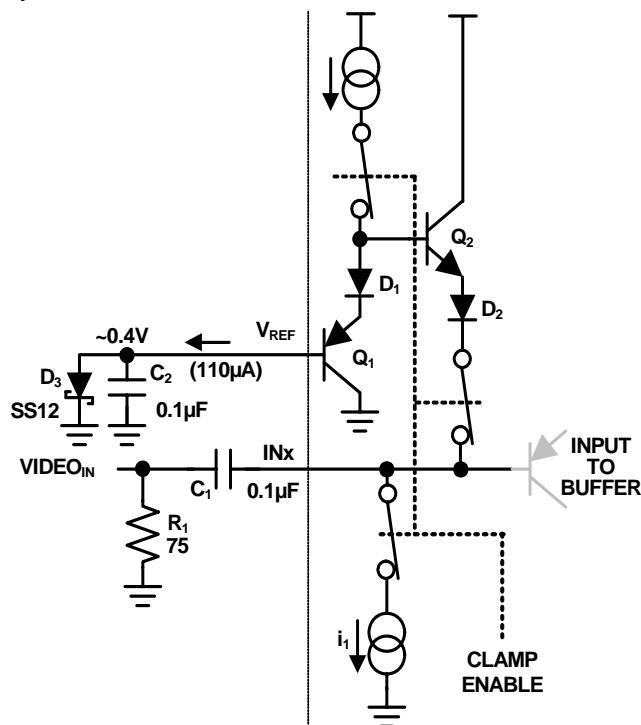 Q2
D1
D2
~0.4V
VREF
(110µA)
Q1
D3
SS12
C2
0.1µF
VIDEOIN
C1
INx
0.1µF
INPUT
TO
BUFFER
R1
75
i1
CLAMP
ENABLE